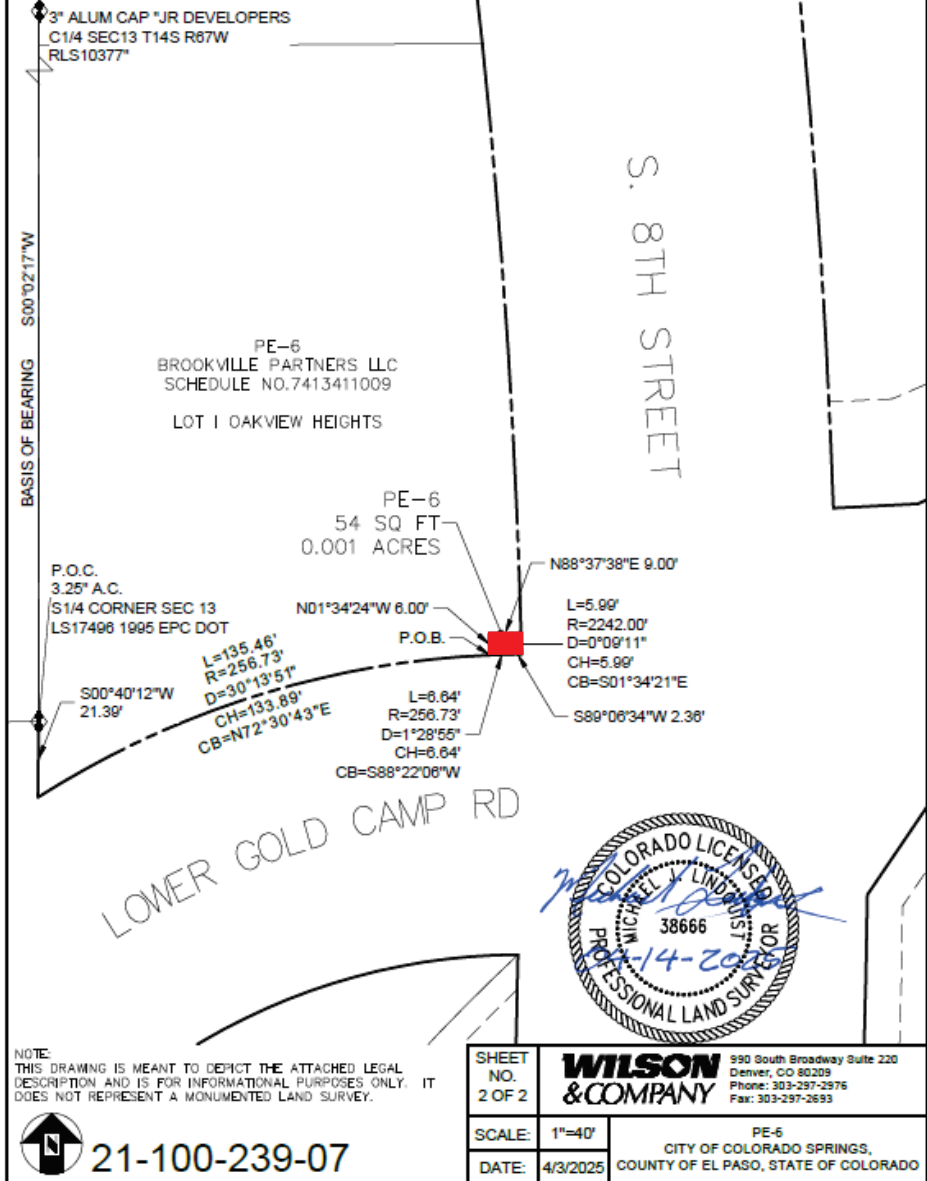 3" ALUM CAP "JR DEVELOPERS
C1/4 SEC13 T14S R67W
RLS10377"
BASIS OF BEARING S00°02'17"W
S. 8TH STREET
PE-6
BROOKVILLE PARTNERS LLC
SCHEDULE NO.7413411009
LOT 1 OAKVIEW HEIGHTS
PE-6
54 SQ FT
0.001 ACRES
N88°37'38"E 9.00'
P.O.C.
3.25" A.C.
S1/4 CORNER SEC 13
LS17496 1995 EPC DOT
N01°34'24"W 6.00'
P.O.B.
L=5.99'
R=2242.00'
D=0°09'11"
CH=5.99'
CB=S01°34'21"E
L=135.46'
R=256.73'
D=30°13'51"
CH=133.89'
CB=N72°30'43"E
S00°40'12"W
21.39'
L=6.64'
R=256.73'
D=1°28'55"
CH=6.64'
CB=S88°22'06"W
S89°06'34"W 2.36'
LOWER GOLD CAMP RD
COLORADO LICENSED
MICHAEL J. LINDQUIST
38666
04-14-2025
PROFESSIONAL LAND SURVEYOR
NOTE:
THIS DRAWING IS MEANT TO DEPICT THE ATTACHED LEGAL
DESCRIPTION AND IS FOR INFORMATIONAL PURPOSES ONLY. IT
DOES NOT REPRESENT A MONUMENTED LAND SURVEY.
N
21-100-239-07
SHEET
NO.
2 OF 2
WILSON
&COMPANY
990 South Broadway Suite 220
Denver, CO 80209
Phone: 303-297-2976
Fax: 303-297-2693
SCALE: 1"=40'
DATE: 4/3/2025
PE-6
CITY OF COLORADO SPRINGS,
COUNTY OF EL PASO, STATE OF COLORADO